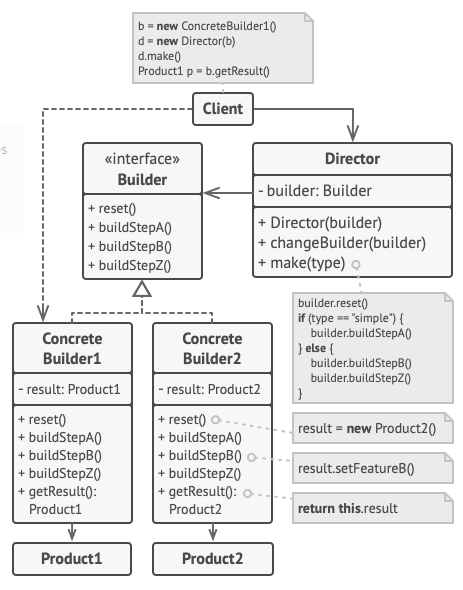 b = new ConcreteBuilder1()
d = new Director(b)
d.make()
Product1 p = b.getResult()
Client
es
«interface»
Builder
+ reset()
+ buildStepA()
+ buildStepB()
+ buildStepZ()
Director
- builder: Builder
+ Director(builder)
+ changeBuilder(builder)
+ make(type)
builder.reset()
if (type == "simple") {
builder.buildStepA()
} else {
builder.buildStepB()
builder.buildStepZ()
}
Concrete
Builder1
- result: Product1
+ reset()
+ buildStepA()
+ buildStepB()
+ buildStepZ()
+ getResult():
Product1
Concrete
Builder2
- result: Product2
+ reset()
+ buildStepA()
+ buildStepB()
+ buildStepZ()
+ getResult():
Product2
result = new Product2()
result.setFeatureB()
return this.result
Product1
Product2